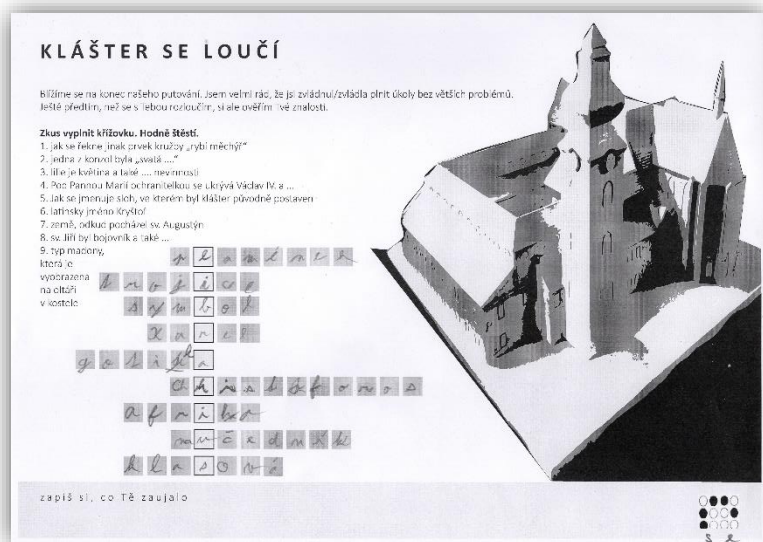 KLÁŠTER SE LOUČÍ
Blížíme se na konec našeho putování. Jsem velmi rád, že jsi zvládnul/zvládla plnit úkoly bez větších problémů.
Ještě předtím, než se s Tebou rozloučím, si ale ověřím Tvé znalosti.
Zkus vyplnit křížovku. Hodně štěstí.
1. jak se řekne jinak prvek kružby „rybí měchýř“
2. jedna z konzol byla „svatá ....“
3. lilie je květina a také .... nevinnosti
4. Pod Pannou Marií ochranitelkou se ukrývá Václav IV. a ...
5. Jak se jmenuje sloh, ve kterém byl klášter původně postaven
6. latinsky jméno Kryštof
7. země, odkud pocházel sv. Augustýn
8. sv. Jiří byl bojovník a také ...
9. typ madony,
která je
vyobrazena
na oltáři
v kostele
plamínek
trojice
symbol
Karel
gotika
Christoforos
afrika
mučedník
klasová
zapiš si, co Tě zaujalo
s e